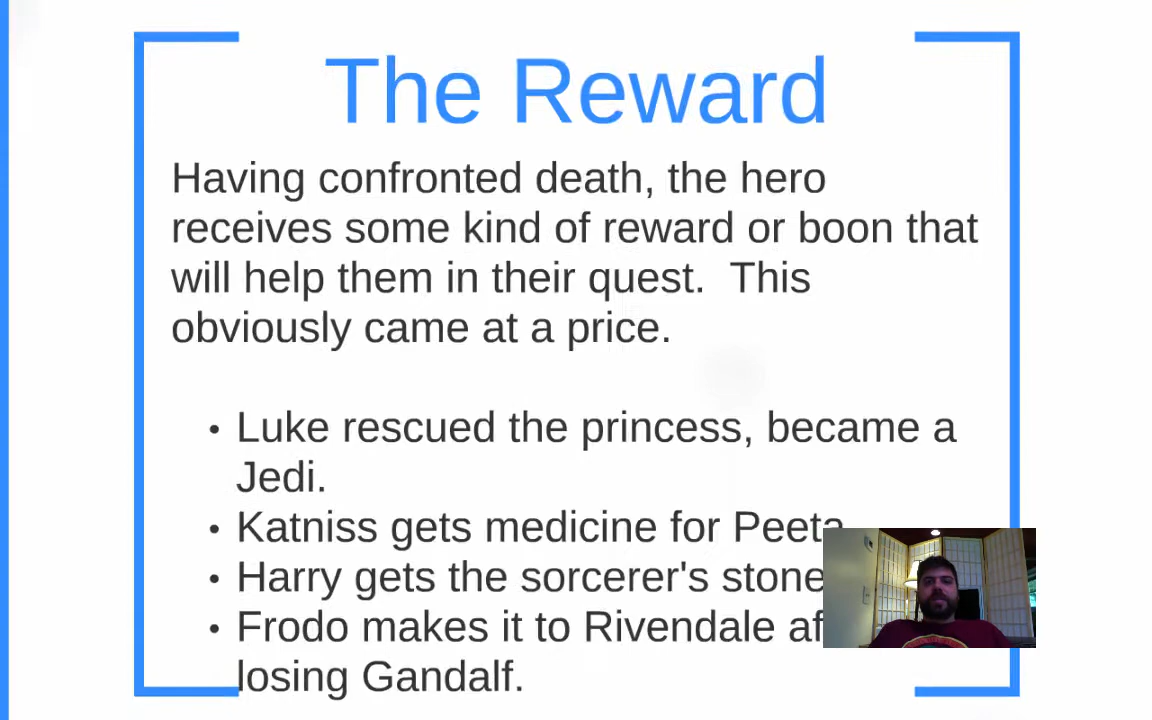 The Reward
Having confronted death, the hero
receives some kind of reward or boon that
will help them in their quest.  This
obviously came at a price.
• Luke rescued the princess, became a
Jedi.
• Katniss gets medicine for Peeta
• Harry gets the sorcerer's stone
• Frodo makes it to Rivendale
losing Gandalf.